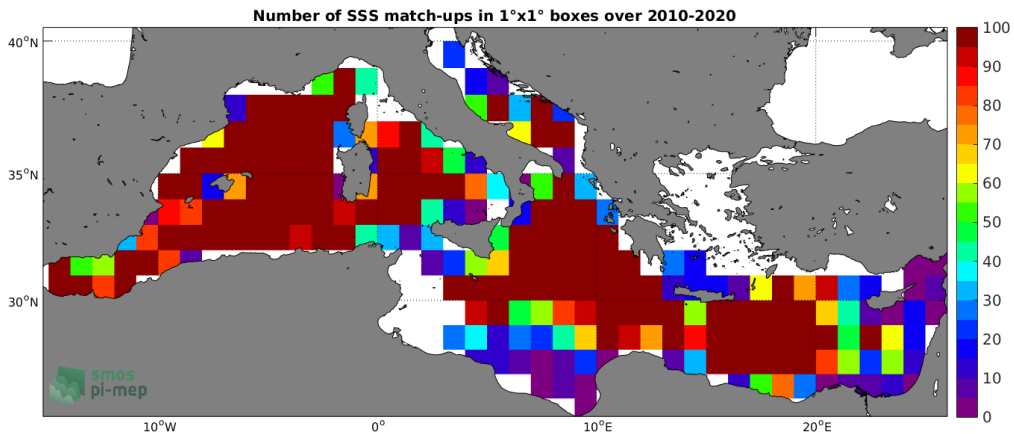 Number of SSS match-ups in 1°x1° boxes over 2010-2020
40°N
35°N
30°N
10°W
0°
10°E
20°E
100
90
80
70
60
50
40
30
20
10
0
smos
pi-mep